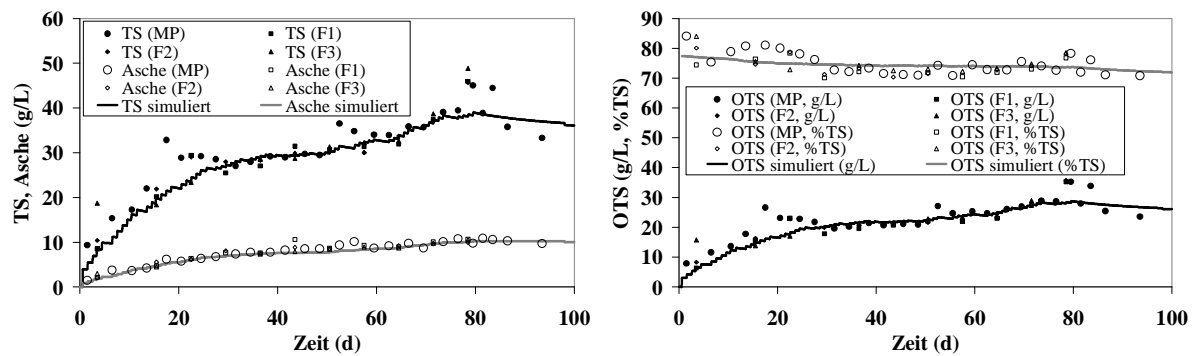 60
50
40
30
20
10
0
TS, Asche (g/L)
TS (MP) TS (F1)
TS (F2) TS (F3)
Asche (MP) Asche (F1)
Asche (F2) Asche (F3)
TS simuliert Asche simuliert
0 20 40 60 80 100
Zeit (d)
90
80
70
60
50
40
30
20
10
0
OTS (g/L, %TS)
OTS (MP, g/L) OTS (F1, g/L)
OTS (F2, g/L) OTS (F3, g/L)
OTS (MP, %TS) OTS (F1, %TS)
OTS (F2, %TS) OTS (F3, %TS)
OTS simuliert (g/L) OTS simuliert (%TS)
0 20 40 60 80 100
Zeit (d)